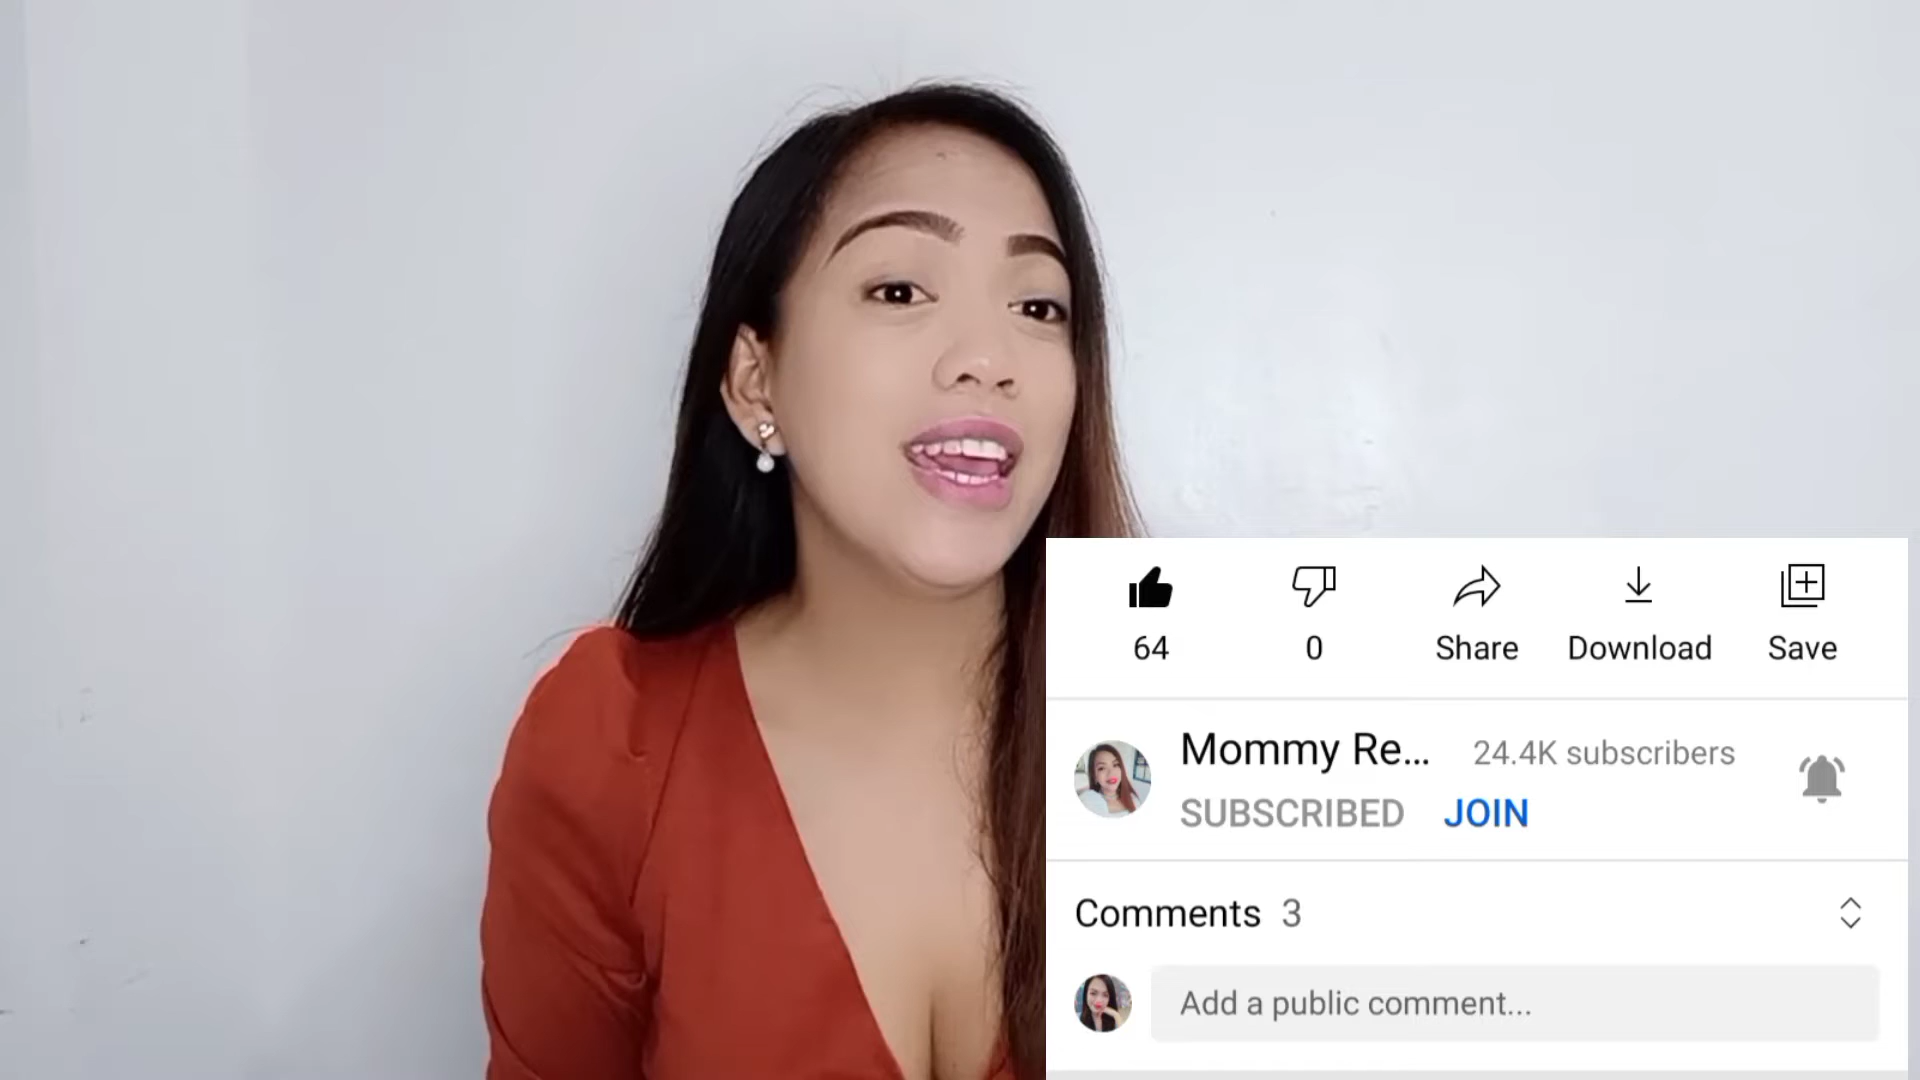 64
0
Share
Download
Save
Mommy Re...
24.4K subscribers
SUBSCRIBED
JOIN
Comments 3
Add a public comment...